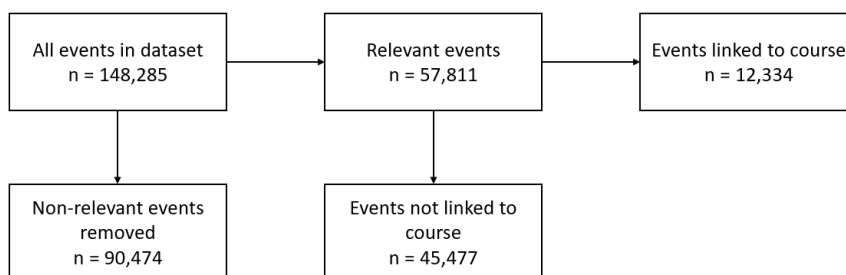 All events in dataset
n = 148,285
Relevant events
n = 57,811
Events linked to course
n = 12,334
Non-relevant events
removed
n = 90,474
Events not linked to
course
n = 45,477